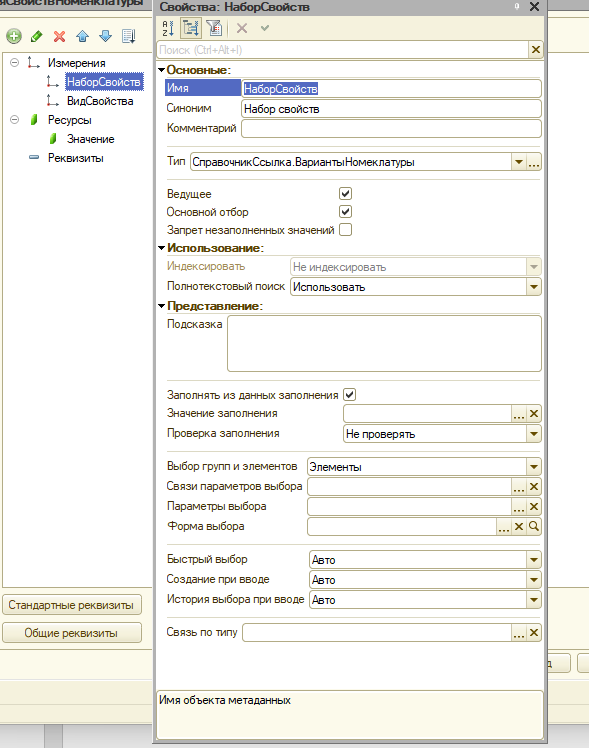 яСвойствНоменклатуры
Измерения
НаборСвойств
ВидСвойства
Ресурсы
Значение
Реквизиты
Стандартные реквизиты
Общие реквизиты
Свойства: НаборСвойств
Поиск (Ctrl+Alt+I)
Основные:
Имя НаборСвойств
Синоним Набор свойств
Комментарий
Тип СправочникСсылка.ВариантыНомеклатуры
Ведущее
Основной отбор
Запрет незаполненных значений
Использование:
Индексировать Не индексировать
Полнотекстовый поиск Использовать
Представление:
Подсказка
Заполнять из данных заполнения
Значение заполнения
Проверка заполнения Не проверять
Выбор групп и элементов Элементы
Связи параметров выбора
Параметры выбора
Форма выбора
Быстрый выбор Авто
Создание при вводе Авто
История выбора при вводе Авто
Связь по типу
Имя объекта метаданных